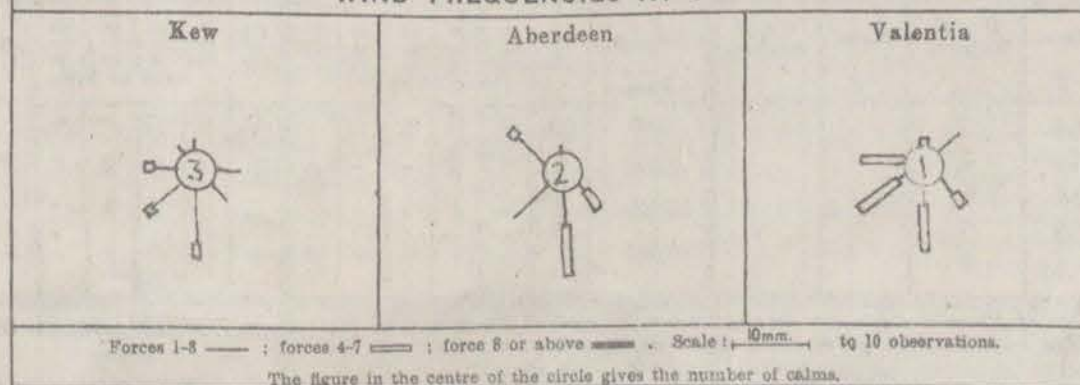 Kew
Aberdeen
Valentia
3
2
1
Forces 1-3 ; forces 4-7 ; force 8 or above . Scale : 10mm. to 10 observations.
The figure in the centre of the circle gives the number of calms.